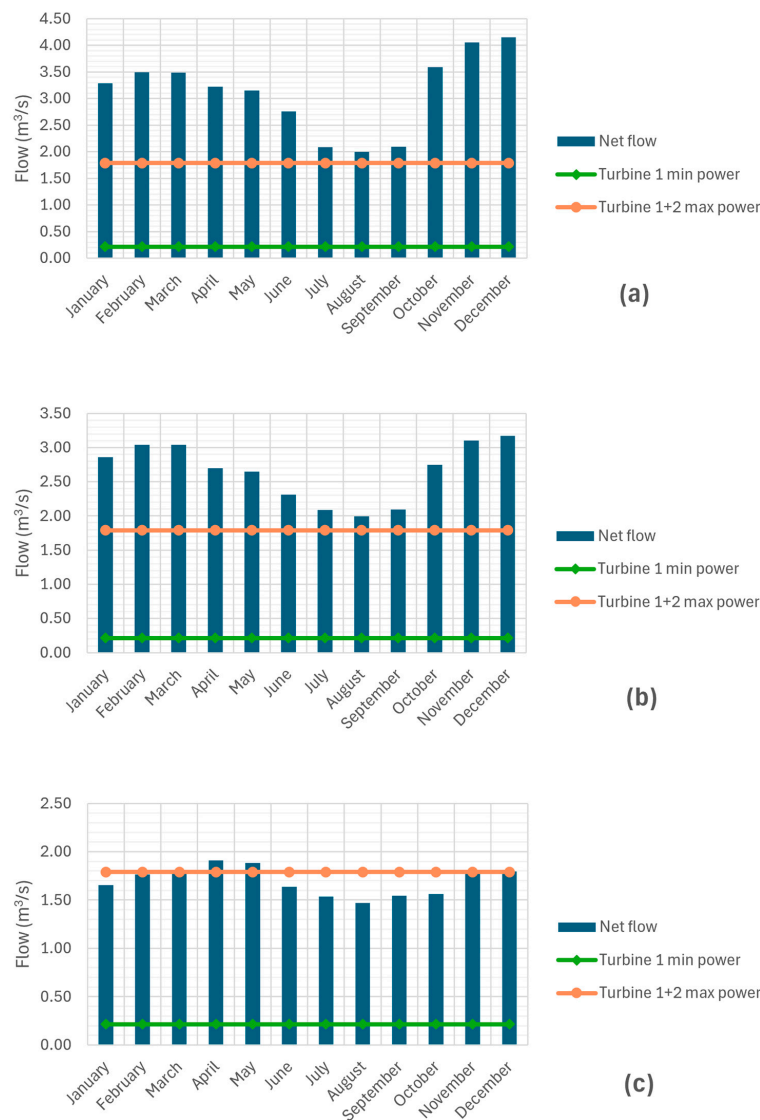 4.50
4.00
3.50
3.00
2.50
2.00
1.50
1.00
0.50
0.00
Flow (m³/s)
January
February
March
April
May
June
July
August
September
October
November
December
Net flow
Turbine 1 min power
Turbine 1+2 max power
(a)
3.50
3.00
2.50
2.00
1.50
1.00
0.50
0.00
Flow (m³/s)
January
February
March
April
May
June
July
August
September
October
November
December
Net flow
Turbine 1 min power
Turbine 1+2 max power
(b)
2.50
2.00
1.50
1.00
0.50
0.00
Flow (m³/s)
January
February
March
April
May
June
July
August
September
October
November
December
Net flow
Turbine 1 min power
Turbine 1+2 max power
(c)